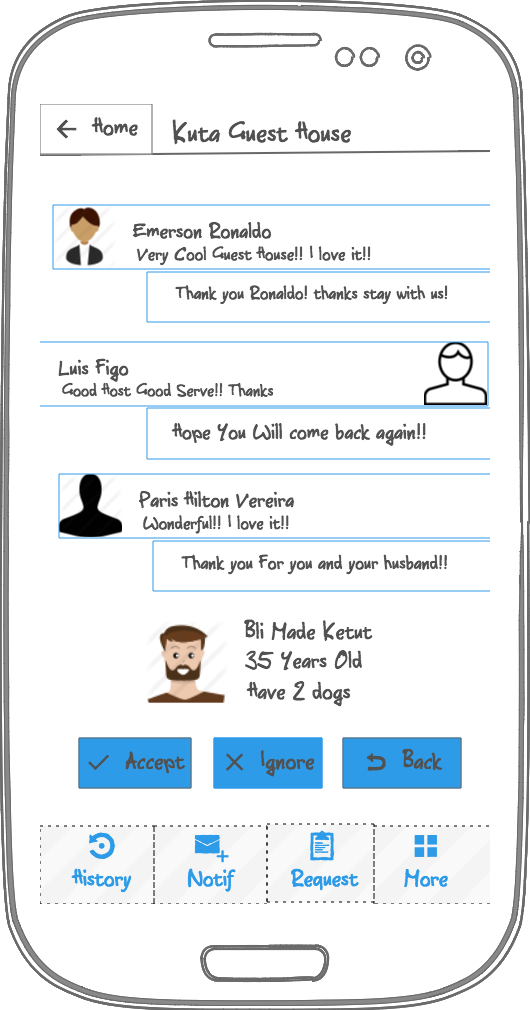 Home
Kuta Guest House
Emerson Ronaldo
Very Cool Guest House!! I love it!!
Thank you Ronaldo! thanks stay with us!
Luis Figo
Good Host Good Serve!! Thanks
Hope You Will come back again!!
Paris Hilton Vereira
Wonderful!! I love it!!
Thank you For you and your husband!!
Bli Made Ketut
35 Years Old
Have 2 dogs
Accept
Ignore
Back
History
Notif
Request
More